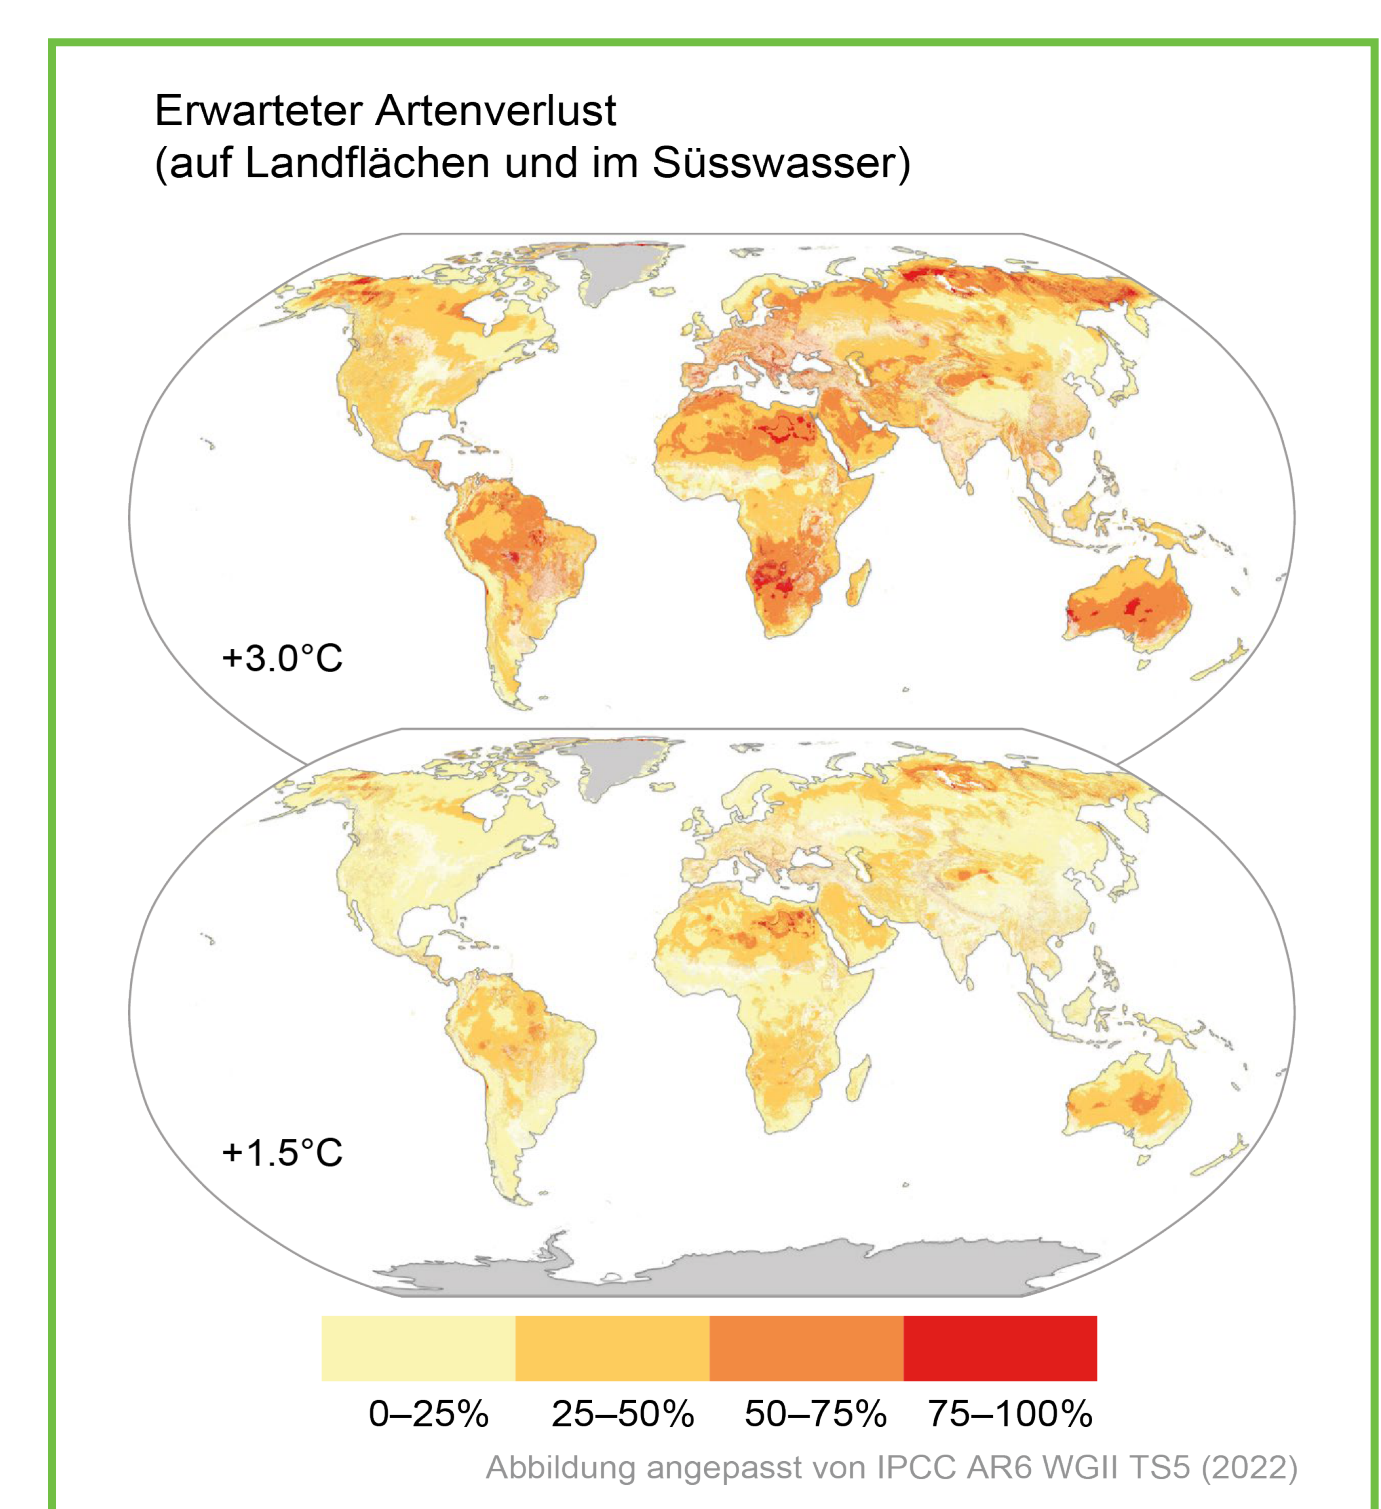 Erwarteter Artenverlust
(auf Landflächen und im Süsswasser)
+3.0°C
+1.5°C
0–25% 25–50% 50–75% 75–100%
Abbildung angepasst von IPCC AR6 WGII TS5 (2022)